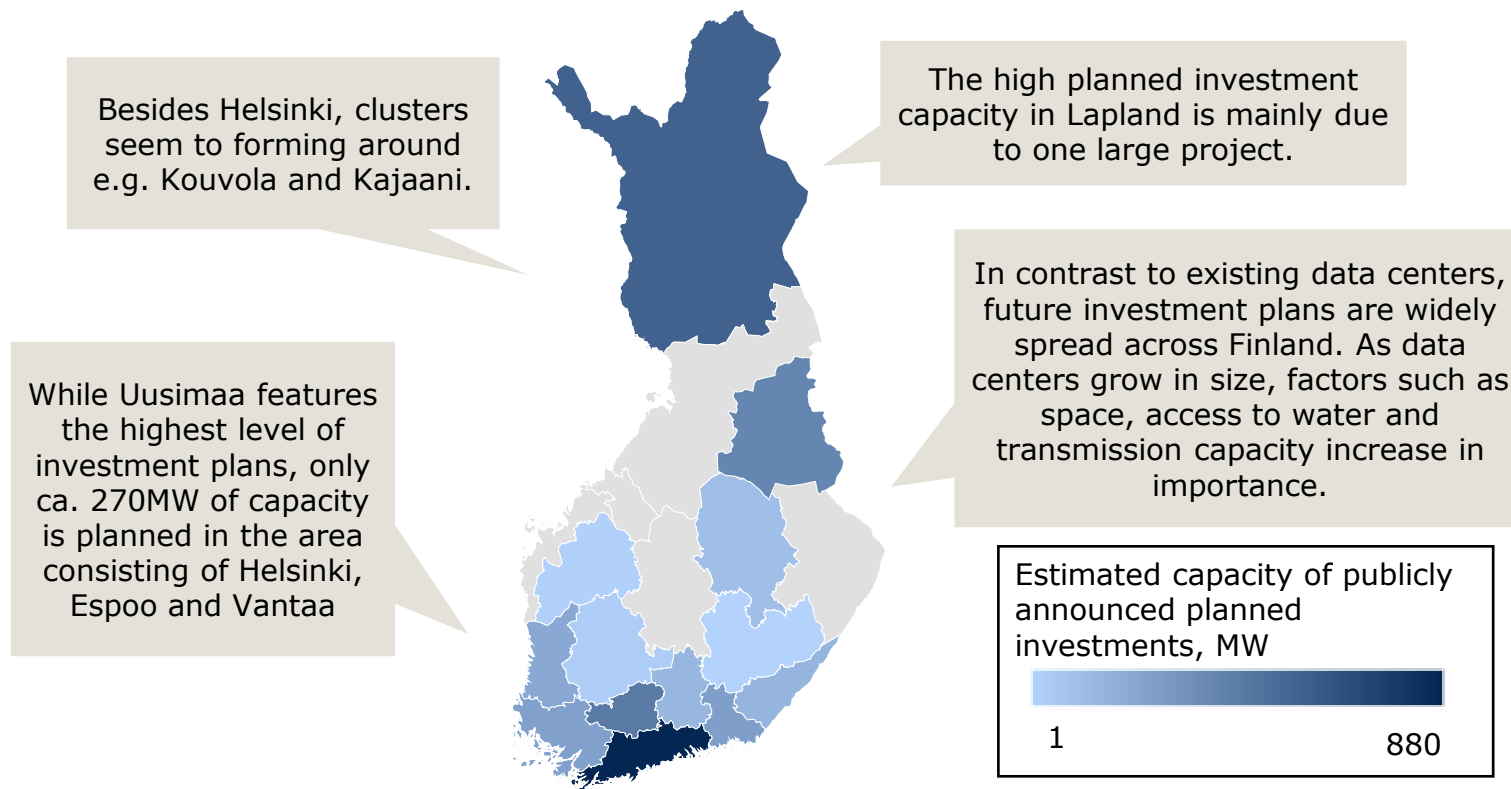 Besides Helsinki, clusters
seem to forming around
e.g. Kouvola and Kajaani.
The high planned investment
capacity in Lapland is mainly due
to one large project.
While Uusimaa features
the highest level of
investment plans, only
ca. 270MW of capacity
is planned in the area
consisting of Helsinki,
Espoo and Vantaa
In contrast to existing data centers,
future investment plans are widely
spread across Finland. As data
centers grow in size, factors such as
space, access to water and
transmission capacity increase in
importance.
Estimated capacity of publicly
announced planned
investments, MW
1
880